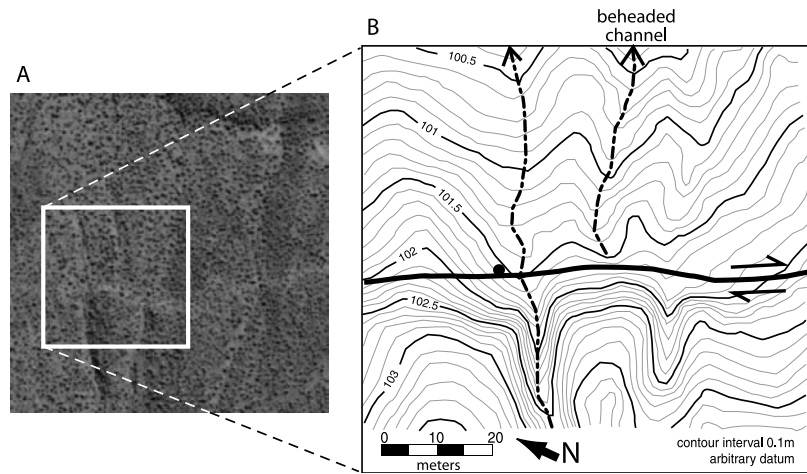 A
B
beheaded
channel
100.5
101
101.5
102
102.5
103
0 10 20
meters
N
contour interval 0.1m
arbitrary datum